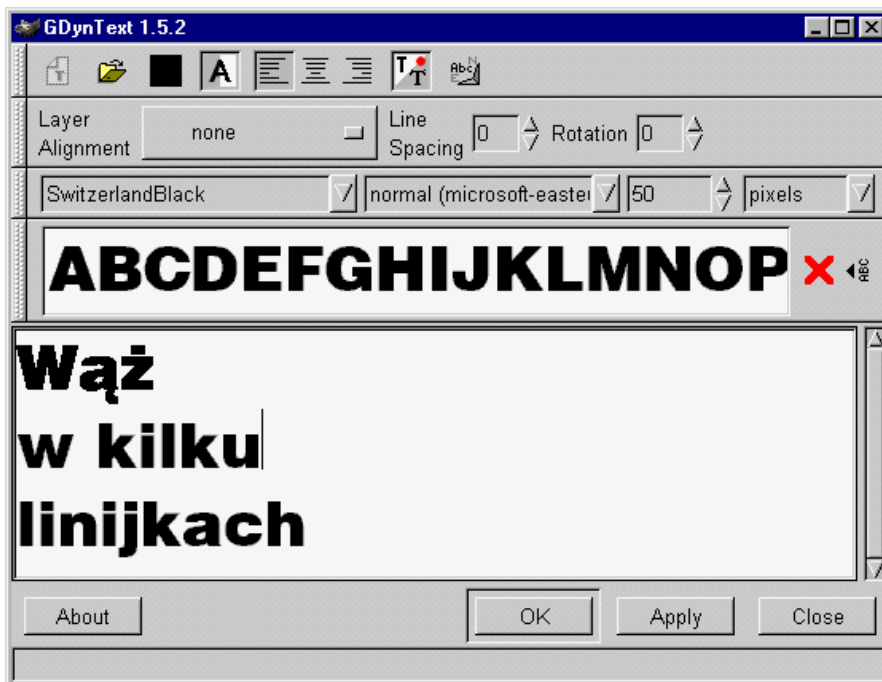 GDynText 1.5.2
Layer Alignment none Line Spacing 0 Rotation 0
SwitzerlandBlack normal (microsoft-easte 50 pixels
ABCDEFGHIJKLMNOP
ABC
Wąż
w kilku
linijkach
About OK Apply Close